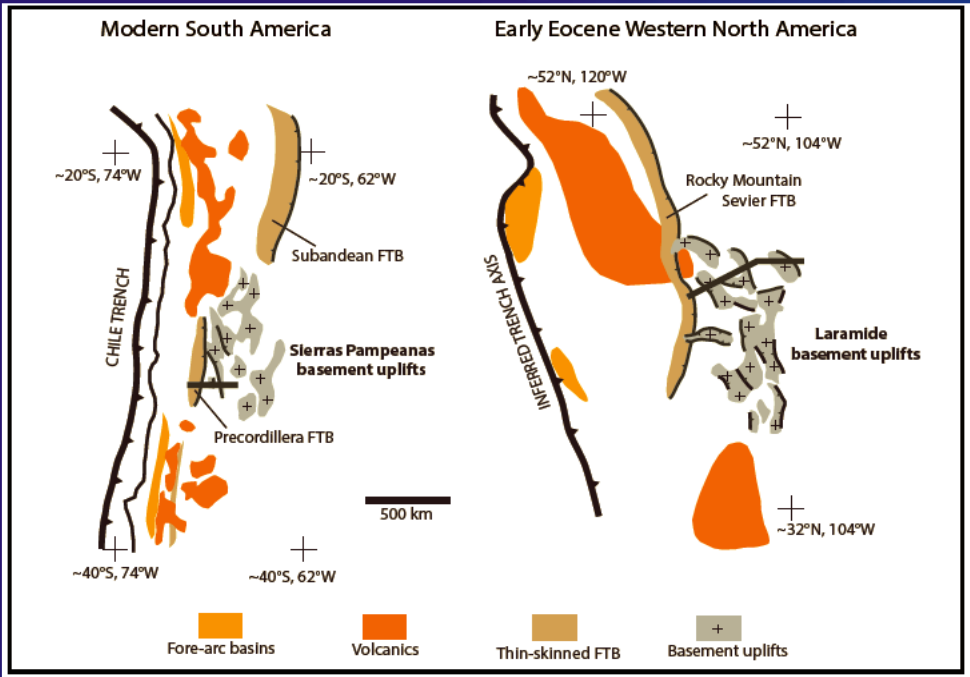 Modern South America
Early Eocene Western North America
~52°N, 120°W
~52°N, 104°W
~20°S, 74°W
~20°S, 62°W
Rocky Mountain
Sevier FTB
Subandean FTB
CHILE TRENCH
INFERRED TRENCH AXIS
Sierras Pampeanas
basement uplifts
Laramide
basement uplifts
Precordillera FTB
500 km
~32°N, 104°W
~40°S, 74°W
~40°S, 62°W
Fore-arc basins
Volcanics
Thin-skinned FTB
Basement uplifts